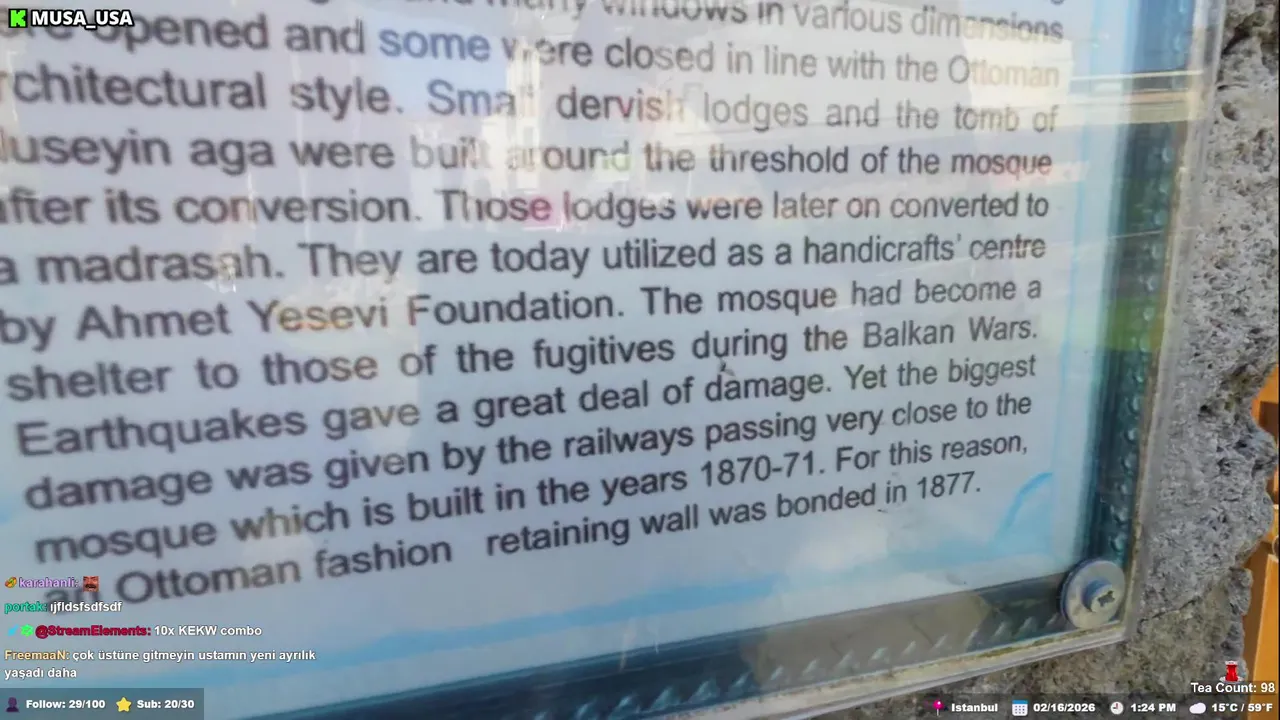 MUSA_USA
many windows in various dimensions
opened and some were closed in line with the Ottoman
rchitectural style. Small dervish lodges and the tomb of
useyin aga were built around the threshold of the mosque
after its conversion. Those lodges were later on converted to
a madrasah. They are today utilized as a handicrafts' centre
by Ahmet Yesevi Foundation. The mosque had become a
shelter to those of the fugitives during the Balkan Wars.
Earthquakes gave a great deal of damage. Yet the biggest
damage was given by the railways passing very close to the
mosque which is built in the years 1870-71. For this reason,
an Ottoman fashion retaining wall was bonded in 1877.
karahanli:
portak: ıjfldsfsdfsdf
@StreamElements: 10x KEKW combo
FreemaaN: çok üstüne gitmeyin ustamın yeni ayrılık
yaşadı daha
Follow: 29/100 Sub: 20/30
Tea Count: 98
Istanbul 02/16/2026 1:24 PM 15°C / 59°F